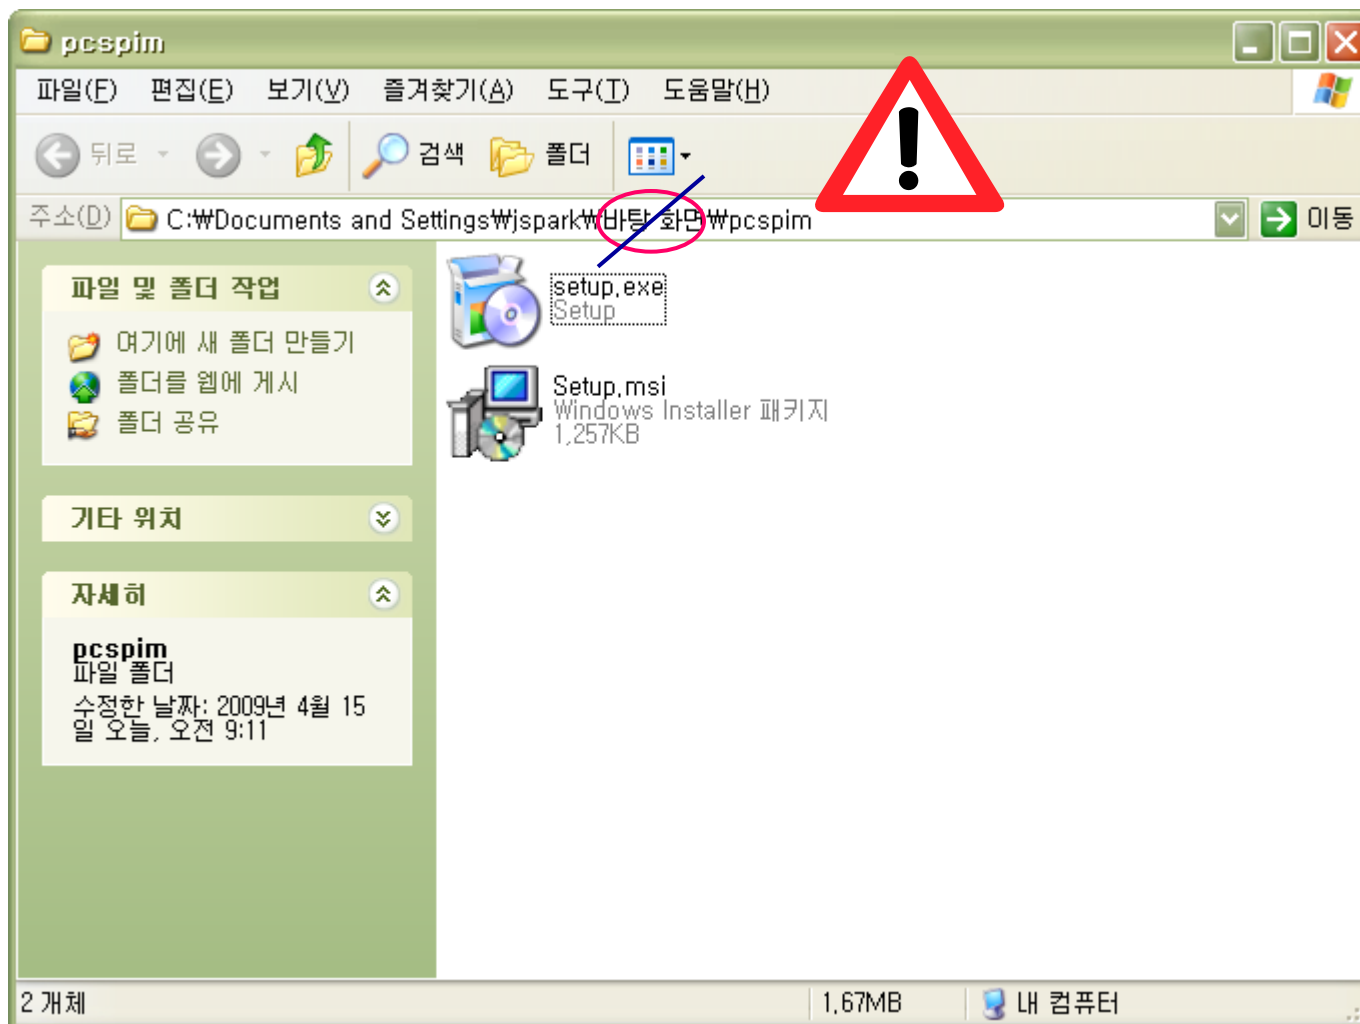 pcspim
파일(F) 편집(E) 보기(V) 즐겨찾기(A) 도구(T) 도움말(H)
뒤로 검색 폴더
주소(D) C:₩Documents and Settings₩jspark₩바탕 화면₩pcspim 이동
파일 및 폴더 작업
여기에 새 폴더 만들기
폴더를 웹에 게시
폴더 공유
기타 위치
자세히
pcspim
파일 폴더
수정한 날짜: 2009년 4월 15
일 오늘, 오전 9:11
setup.exe
Setup
Setup.msi
Windows Installer 패키지
1,257KB
2 개체 1.67MB 내 컴퓨터